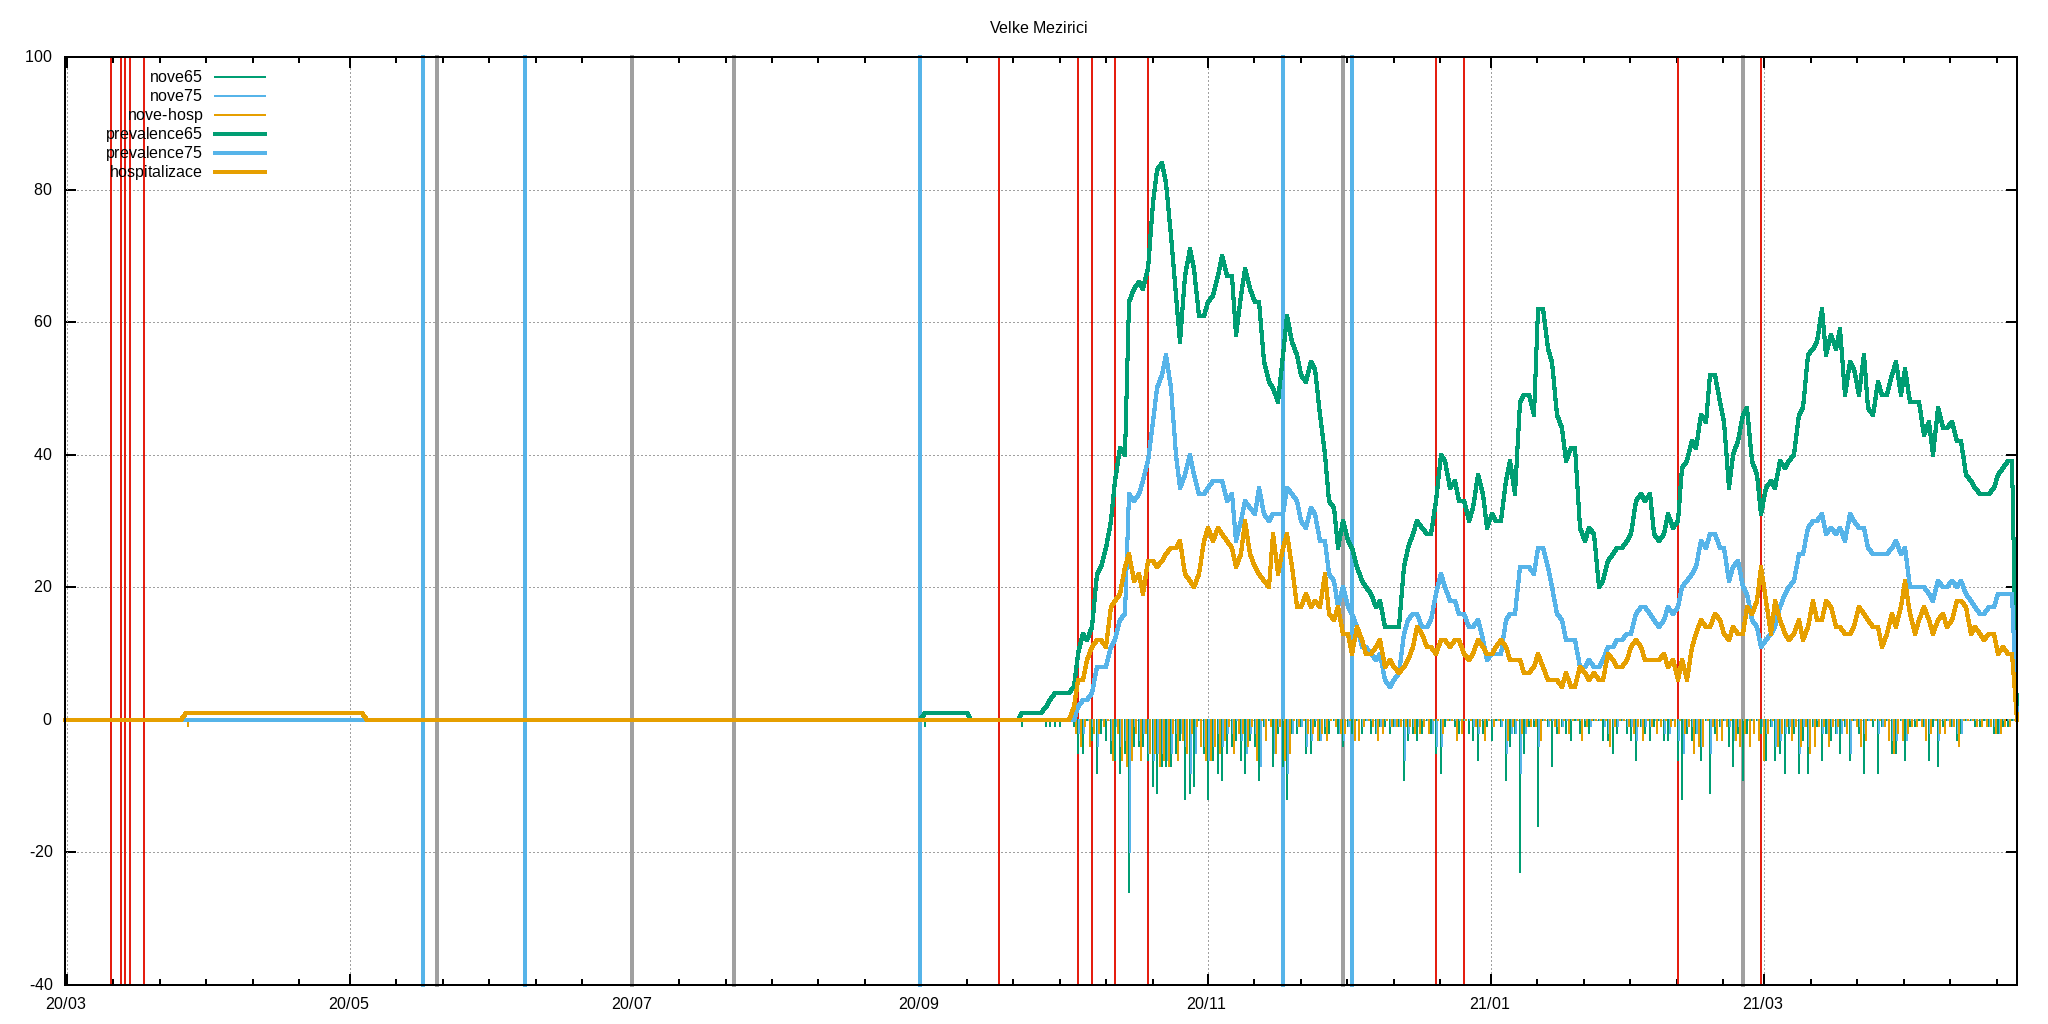 Velke Mezirici
100
80
60
40
20
0
-20
-40
nove65
nove75
nove-hosp
prevalence65
prevalence75
hospitalizace
20/03 20/05 20/07 20/09 20/11 21/01 21/03